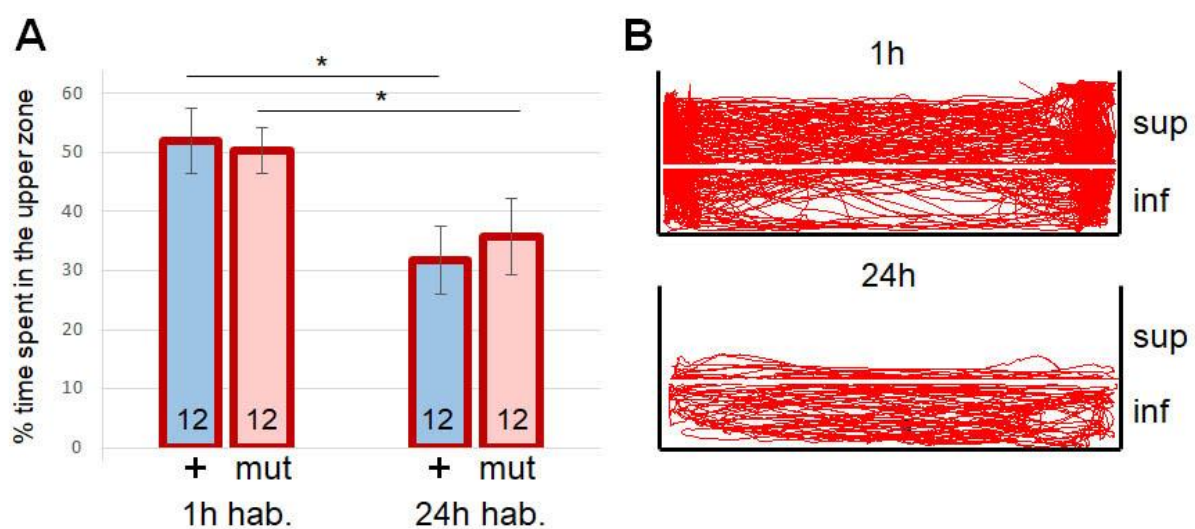 A
% time spent in the upper zone
60
50
40
30
20
10
0
*
*
12
12
12
12
+ mut + mut
1h hab. 24h hab.
B
1h
sup
inf
24h
sup
inf